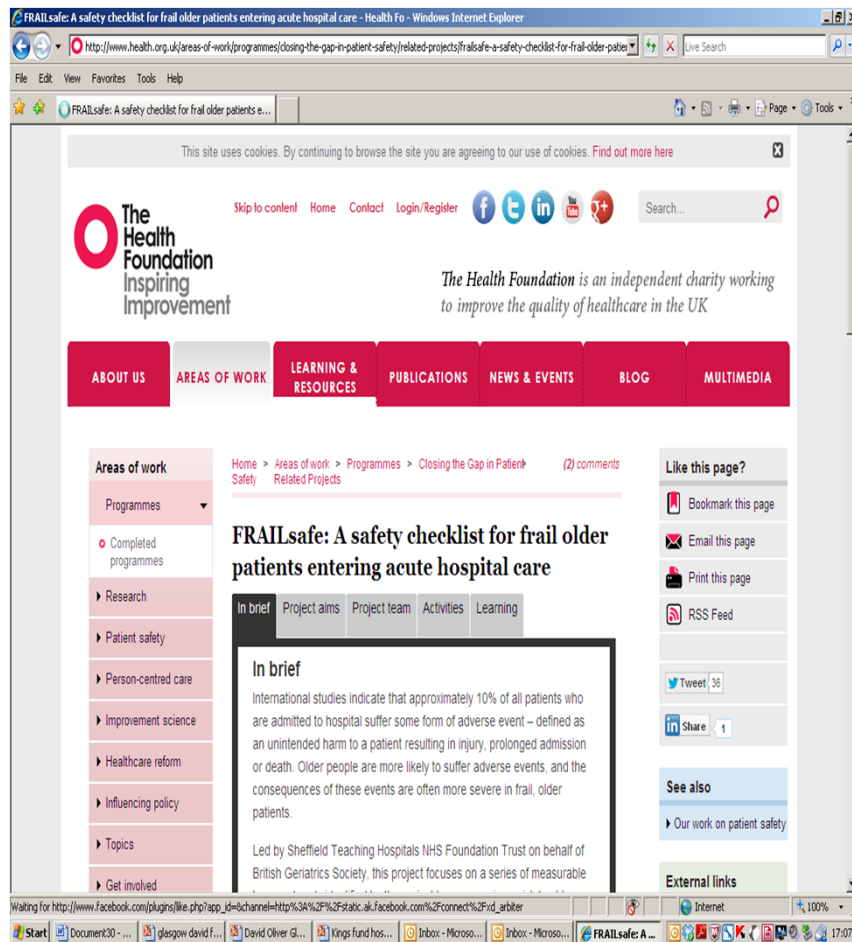 FRAILsafe: A safety checklist for frail older patients entering acute hospital care - Health Fo - Windows Internet Explorer
http://www.health.org.uk/areas-of-work/programmes/closing-the-gap-in-patient-safety/related-projects/frailsafe-a-safety-checklist-for-frail-older-patie
Live Search
File Edit View Favorites Tools Help
FRAILsafe: A safety checklist for frail older patients e...
Page Tools
This site uses cookies. By continuing to browse the site you are agreeing to our use of cookies. Find out more here
Skip to content Home Contact Login/Register
You Tube
Search...
The
Health
Foundation
Inspiring
Improvement
The Health Foundation is an independent charity working
to improve the quality of healthcare in the UK
ABOUT US
AREAS OF WORK
LEARNING &
RESOURCES
PUBLICATIONS
NEWS & EVENTS
BLOG
MULTIMEDIA
Areas of work
Programmes
Completed
programmes
Research
Patient safety
Person-centred care
Improvement science
Healthcare reform
Influencing policy
Topics
Get involved
Home > Areas of work > Programmes > Closing the Gap in Patient >
Safety Related Projects
(2) comments
FRAILsafe: A safety checklist for frail older
patients entering acute hospital care
In brief Project aims Project team Activities Learning
In brief
International studies indicate that approximately 10% of all patients who
are admitted to hospital suffer some form of adverse event – defined as
an unintended harm to a patient resulting in injury, prolonged admission
or death. Older people are more likely to suffer adverse events, and the
consequences of these events are often more severe in frail, older
patients.
Led by Sheffield Teaching Hospitals NHS Foundation Trust on behalf of
British Geriatrics Society, this project focuses on a series of measurable
Like this page?
Bookmark this page
Email this page
Print this page
RSS Feed
Tweet 36
in Share 1
See also
Our work on patient safety
External links
Waiting for http://www.facebook.com/plugins/like.php?app_id=&channel=http%3A%2F%2Fstatic.ak.facebook.com%2Fconnect%2Fxd_arbiter
Internet
100%
Start
Document30 - ...
glasgow david f...
David Oliver Gl...
Kings fund hos...
Inbox - Microso...
Inbox - Microso...
FRAILsafe: A ...
17:07